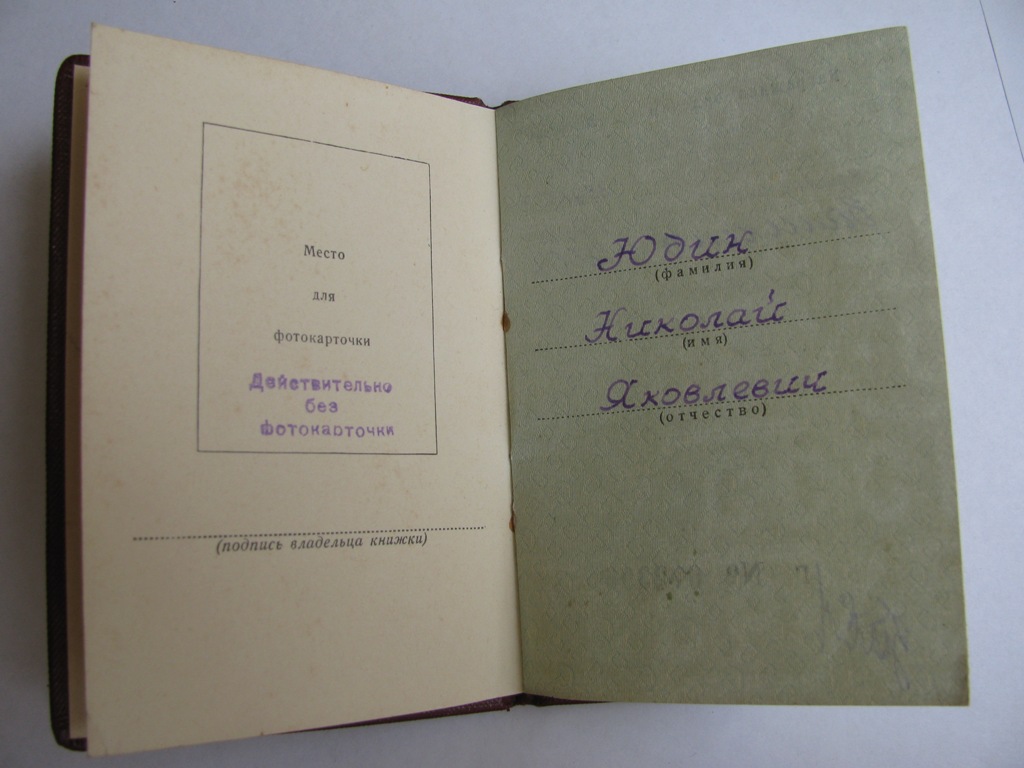 Место
для
фотокарточки
Действительно
без
фотокарточки
(подпись владельца книжки)
Юдин
(фамилия)
Николай
(имя)
Яковлевич
(отчество)